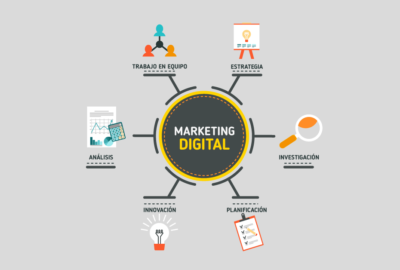 TRABAJO EN EQUIPO
ESTRATEGIA
MARKETING
DIGITAL
ANÁLISIS
INVESTIGACIÓN
INNOVACIÓN
PLANIFICACIÓN